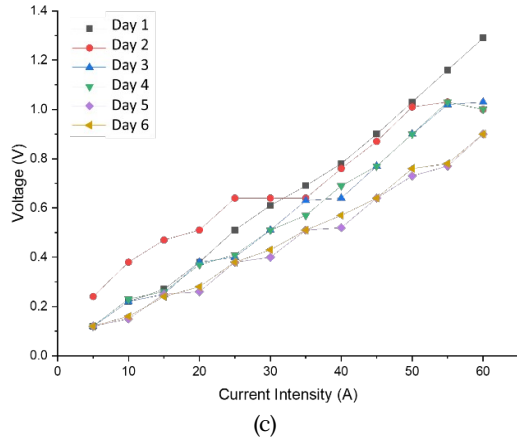 1.4
1.2
1.0
0.8
0.6
0.4
0.2
0.0
Voltage (V)
Day 1
Day 2
Day 3
Day 4
Day 5
Day 6
0 10 20 30 40 50 60
Current Intensity (A)
(c)